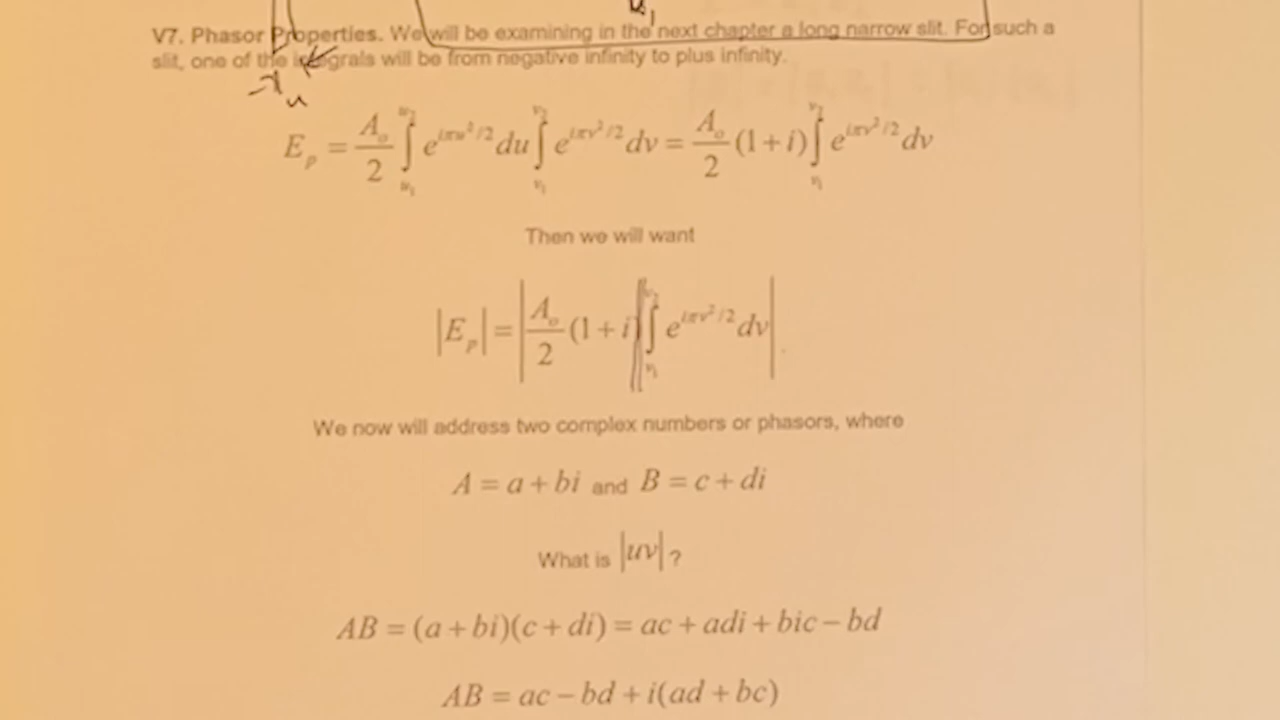 V7. Phasor Properties. We will be examining in the next chapter a long narrow slit. For such a
slit, one of the integrals will be from negative infinity to plus infinity.
E_p = A_o/2 ∫_{u_1}^{u_2} e^{iπu²/2} du ∫_{v_1}^{v_2} e^{iπv²/2} dv = A_o/2 (1+i) ∫_{v_1}^{v_2} e^{iπv²/2} dv
Then we will want
|E_p| = |A_o/2 (1+i) ∫_{v_1}^{v_2} e^{iπv²/2} dv|.
We now will address two complex numbers or phasors, where
A = a + bi and B = c + di
What is |uv| ?
AB = (a + bi)(c + di) = ac + adi + bic − bd
AB = ac − bd + i(ad + bc)